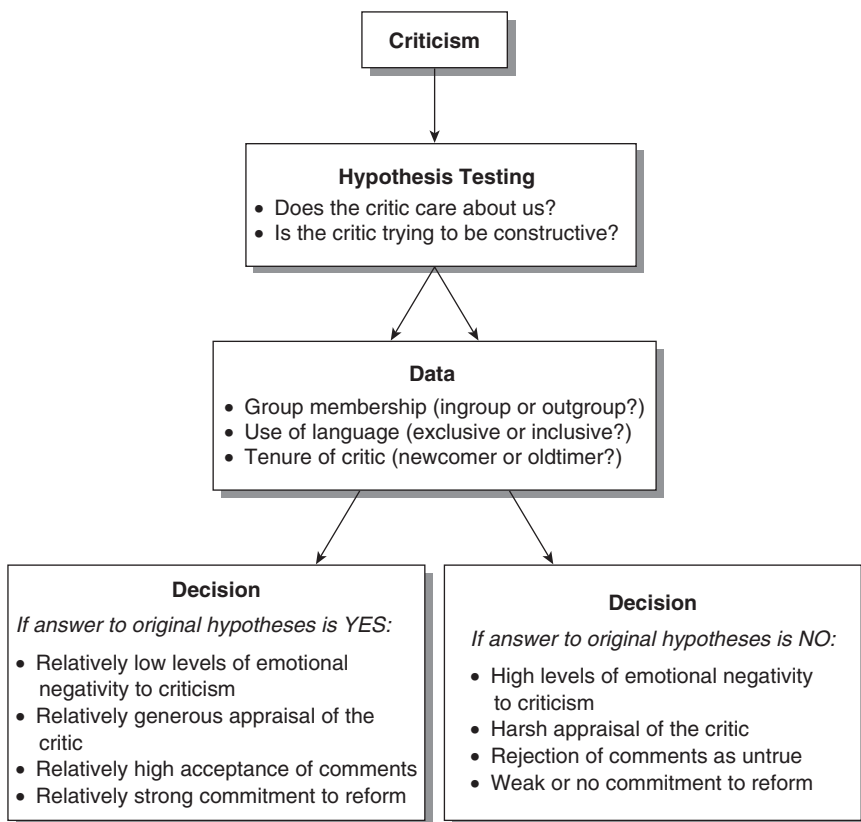 Criticism
Hypothesis Testing
• Does the critic care about us?
• Is the critic trying to be constructive?
Data
• Group membership (ingroup or outgroup?)
• Use of language (exclusive or inclusive?)
• Tenure of critic (newcomer or oldtimer?)
Decision
If answer to original hypotheses is YES:
• Relatively low levels of emotional
negativity to criticism
• Relatively generous appraisal of the
critic
• Relatively high acceptance of comments
• Relatively strong commitment to reform
Decision
If answer to original hypotheses is NO:
• High levels of emotional negativity
to criticism
• Harsh appraisal of the critic
• Rejection of comments as untrue
• Weak or no commitment to reform